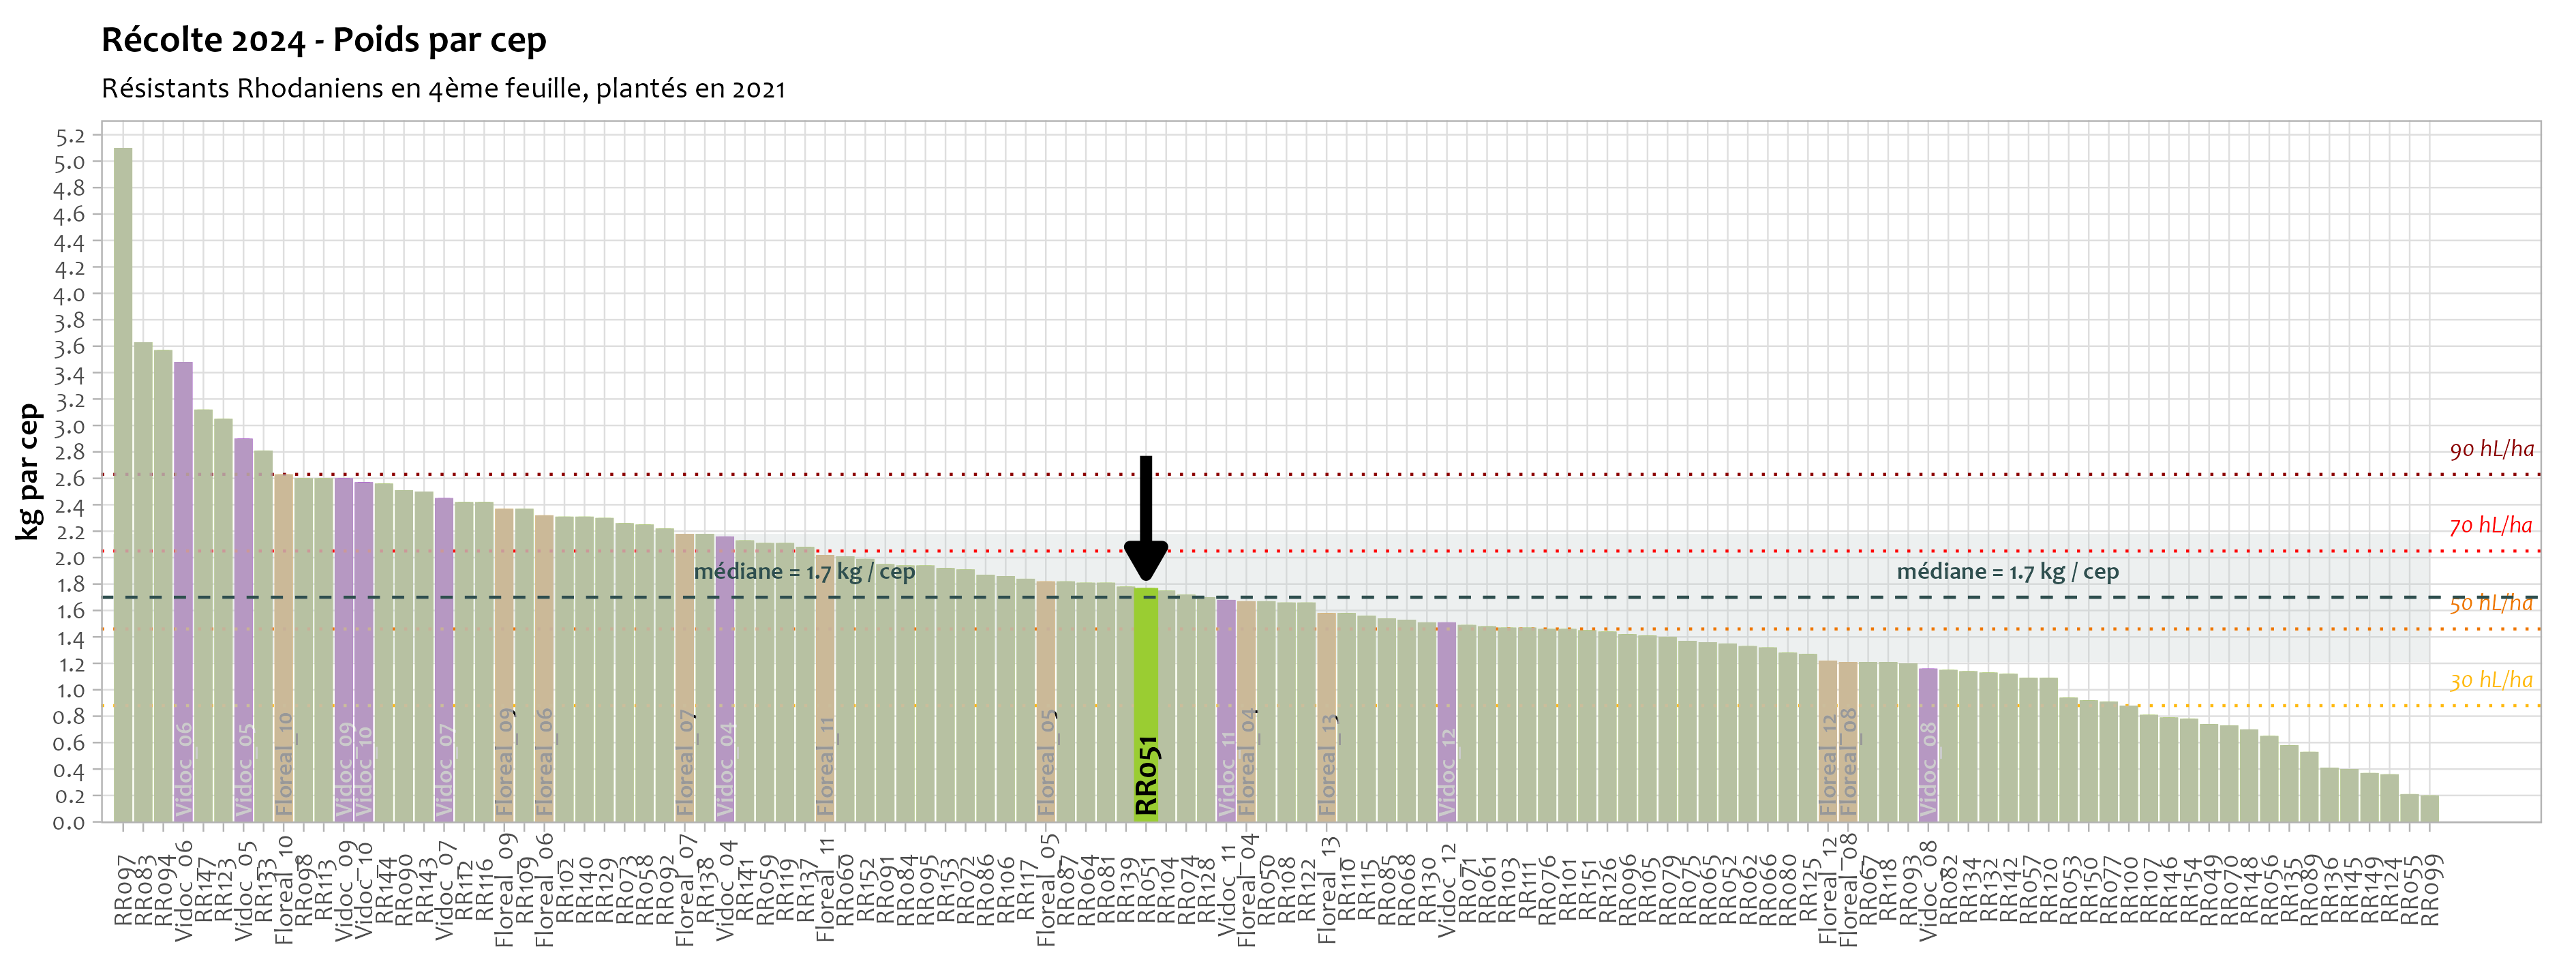 Récolte 2024 - Poids par cep
Résistants Rhodaniens en 4ème feuille, plantés en 2021
kg par cep
5.2
5.0
4.8
4.6
4.4
4.2
4.0
3.8
3.6
3.4
3.2
3.0
2.8
2.6
2.4
2.2
2.0
1.8
1.6
1.4
1.2
1.0
0.8
0.6
0.4
0.2
0.0
90 hL/ha
70 hL/ha
médiane = 1.7 kg / cep
médiane = 1.7 kg / cep
50 hL/ha
30 hL/ha
Vidoc_06
Vidoc_05
Floreal_10
Vidoc_09
Vidoc_10
Vidoc_07
Floreal_09
Floreal_06
Floreal_07
Vidoc_04
Floreal_11
Floreal_05
RR051
Vidoc_11
Floreal_04
Floreal_13
Vidoc_12
Floreal_12
Floreal_08
Vidoc_08
RR097
RR083
RR094
Vidoc_06
RR147
RR123
Vidoc_05
RR133
Floreal_10
RR098
RR113
Vidoc_09
Vidoc_10
RR144
RR090
RR143
Vidoc_07
RR112
RR116
Floreal_09
RR109
Floreal_06
RR102
RR140
RR129
RR073
RR058
RR092
Floreal_07
RR138
Vidoc_04
RR141
RR059
RR119
RR137
Floreal_11
RR060
RR152
RR091
RR084
RR095
RR153
RR072
RR086
RR106
RR117
Floreal_05
RR087
RR064
RR081
RR139
RR051
RR104
RR074
RR128
Vidoc_11
Floreal_04
RR050
RR108
RR122
Floreal_13
RR110
RR115
RR085
RR068
RR130
Vidoc_12
RR071
RR061
RR103
RR111
RR076
RR101
RR151
RR126
RR096
RR105
RR079
RR075
RR065
RR052
RR062
RR066
RR080
RR125
Floreal_12
Floreal_08
RR067
RR118
RR093
Vidoc_08
RR082
RR134
RR132
RR142
RR057
RR120
RR053
RR150
RR077
RR100
RR107
RR146
RR154
RR049
RR070
RR148
RR056
RR135
RR089
RR136
RR145
RR149
RR124
RR055
RR099